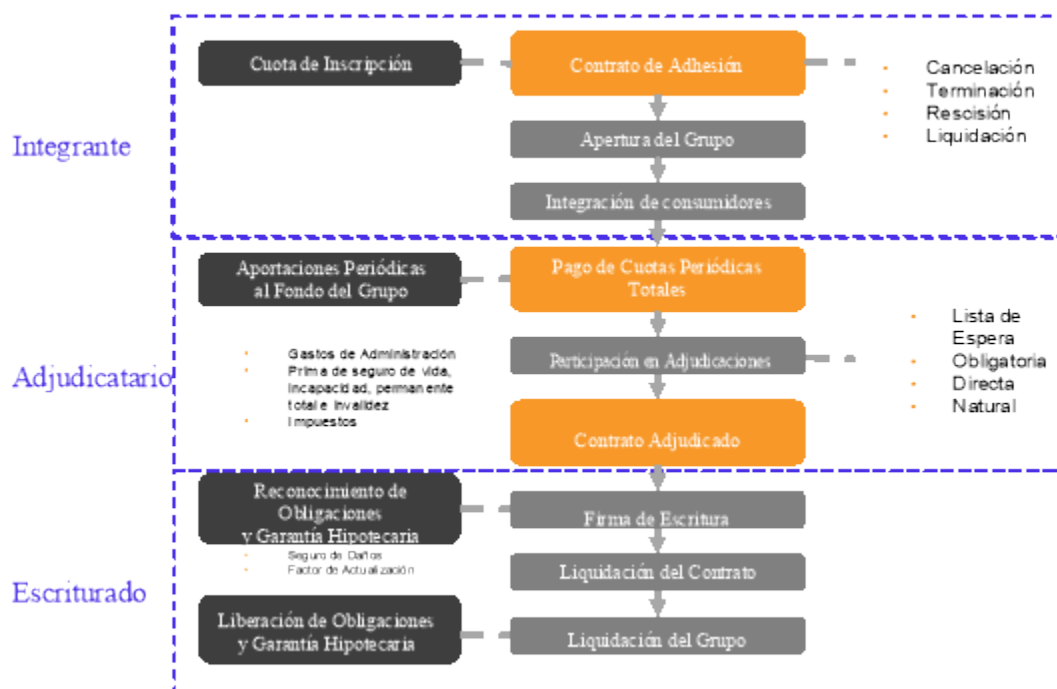 Integrante
Cuota de Inscripción
Contrato de Adhesión
• Cancelación
• Terminación
• Rescisión
• Liquidación
Apertura del Grupo
Integración de consumidores
Adjudicatario
Aportaciones Periódicas
al Fondo del Grupo
Pago de Cuotas Periódicas
Totales
• Gastos de Administración
• Prima de seguro de vida,
incapacidad, permanente
total e invalidez
• Impuestos
Participación en Adjudicaciones
• Lista de
Espera
• Obligatoria
• Directa
• Natural
Contrato Adjudicado
Escriturado
Reconocimiento de
Obligaciones
y Garantía Hipotecaria
• Seguro de Daños
• Factor de Actualización
Firma de Escritura
Liquidación del Contrato
Liberación de Obligaciones
y Garantía Hipotecaria
Liquidación del Grupo